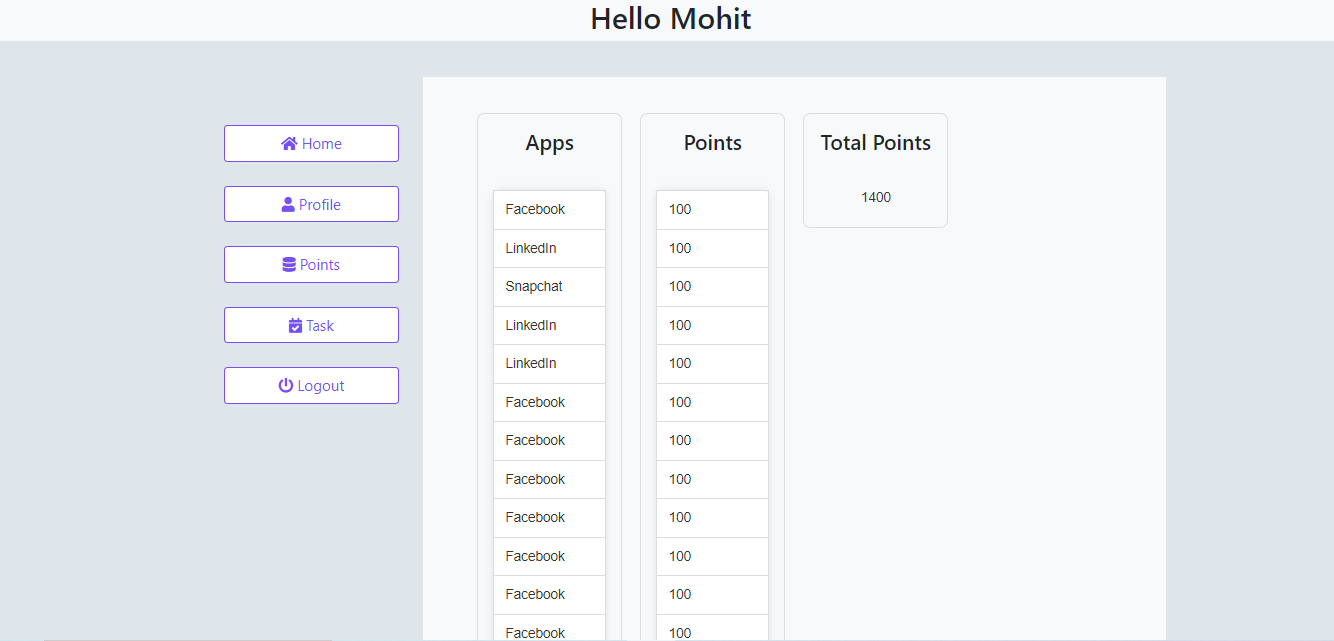 Hello Mohit
Home
Profile
Points
Task
Logout
Apps Points Total Points
1400
Facebook 100
LinkedIn 100
Snapchat 100
LinkedIn 100
LinkedIn 100
Facebook 100
Facebook 100
Facebook 100
Facebook 100
Facebook 100
Facebook 100
Facebook 100